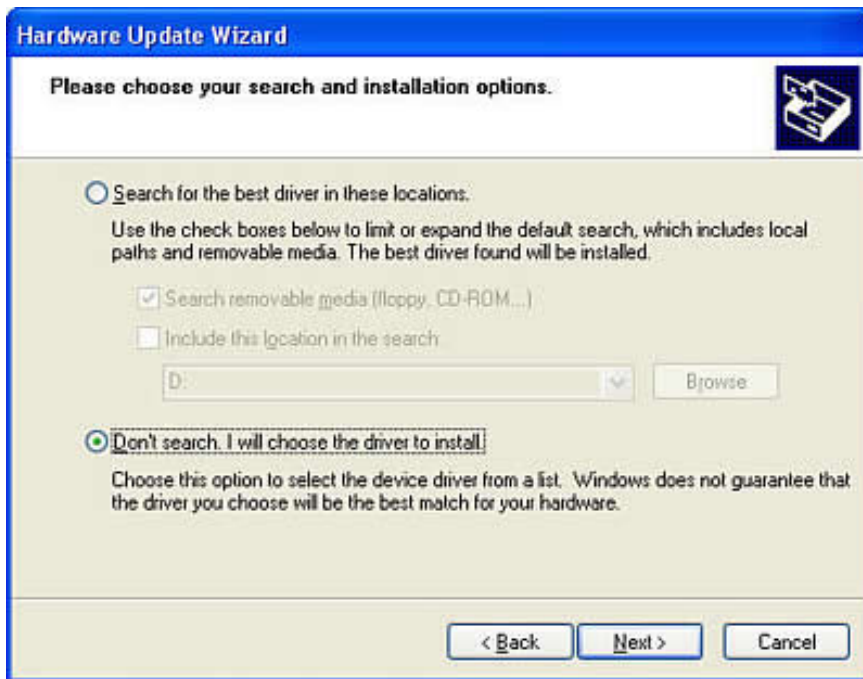 Hardware Update Wizard
Please choose your search and installation options.
Search for the best driver in these locations.
Use the check boxes below to limit or expand the default search, which includes local
paths and removable media. The best driver found will be installed.
Search removable media (floppy, CD-ROM...)
Include this location in the search:
D:
Browse
Don't search. I will choose the driver to install.
Choose this option to select the device driver from a list. Windows does not guarantee that
the driver you choose will be the best match for your hardware.
< Back
Next >
Cancel